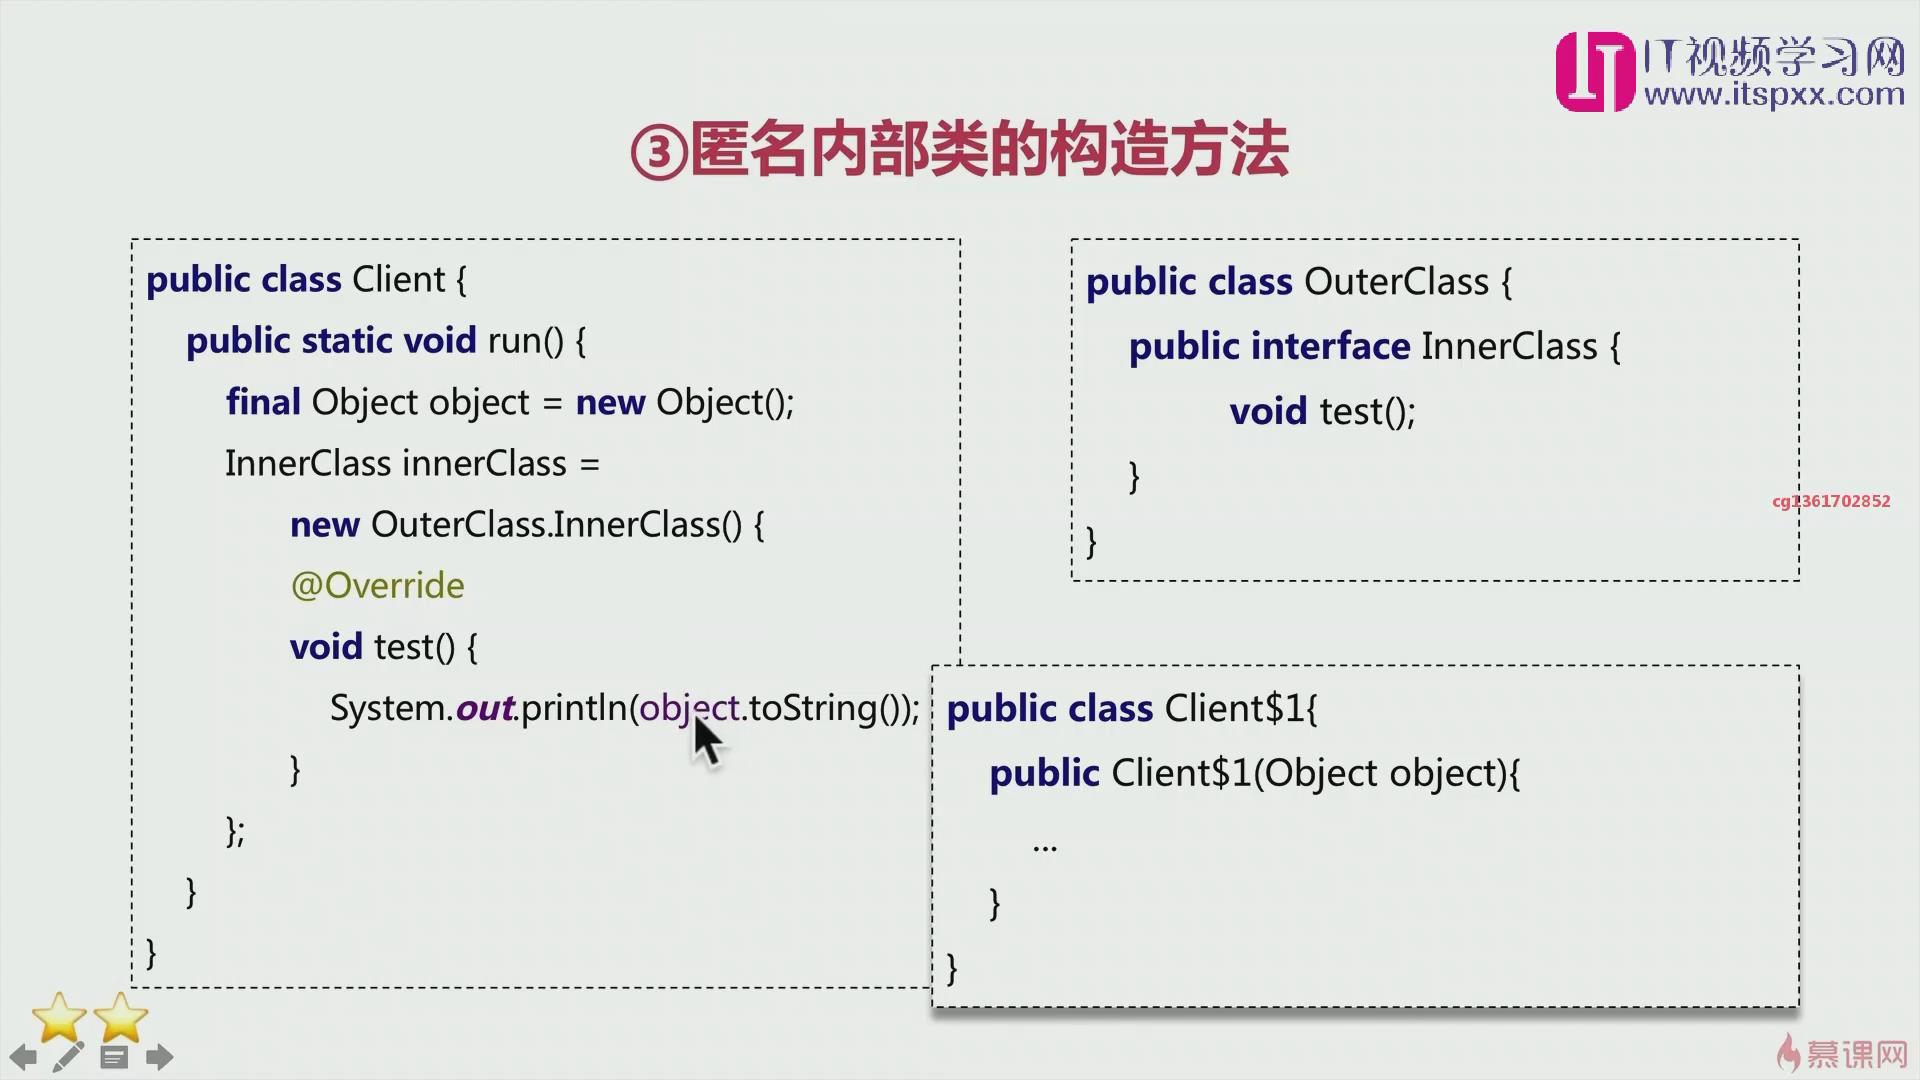 IT视频学习网
www.itspxx.com
③匿名内部类的构造方法
public class Client {
public static void run() {
final Object object = new Object();
InnerClass innerClass =
new OuterClass.InnerClass() {
@Override
void test() {
System.out.println(object.toString());
}
};
}
}
public class OuterClass {
public interface InnerClass {
void test();
}
}
cg1361702852
public class Client$1{
public Client$1(Object object){
...
}
}
慕课网